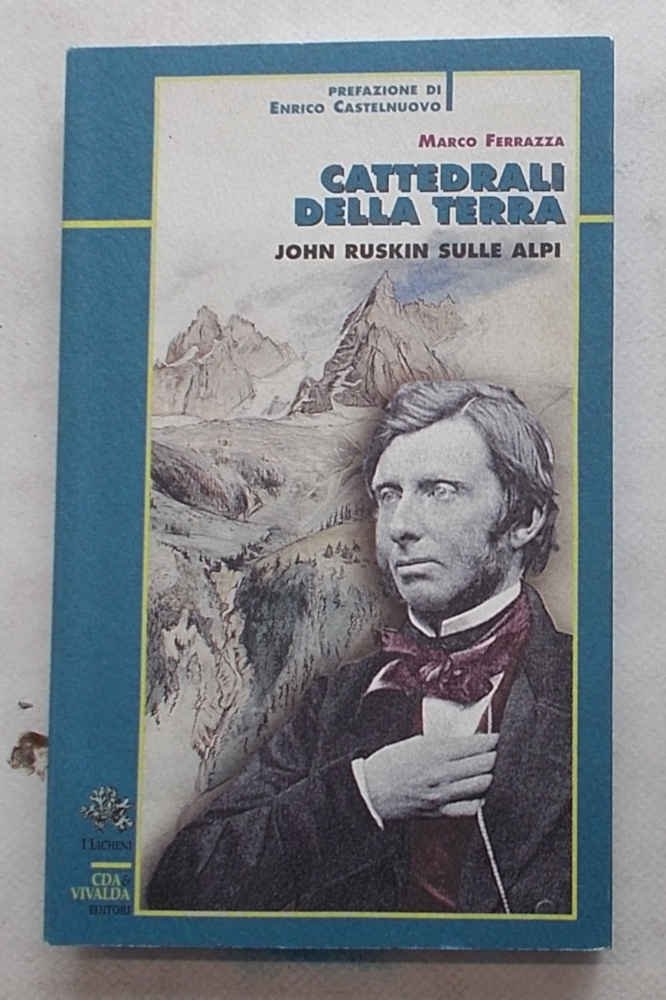 PREFAZIONE DI
ENRICO CASTELNUOVO
MARCO FERRAZZA
CATTEDRALI
DELLA TERRA
JOHN RUSKIN SULLE ALPI
I LICHENI
CDA &
VIVALDA
EDITORI